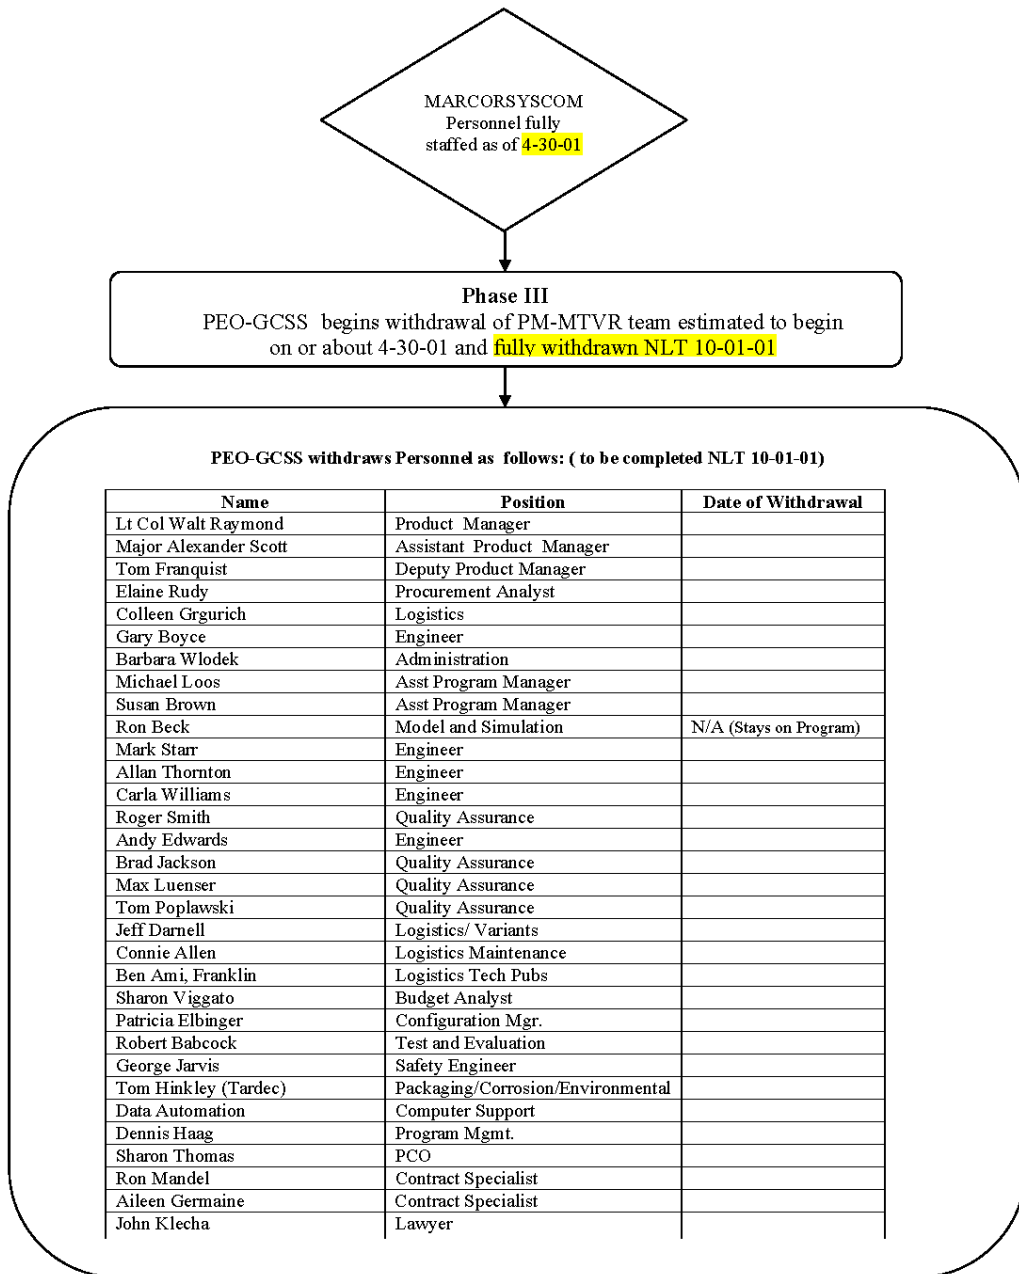 MARCORSYSCOM
Personnel fully
staffed as of 4-30-01
Phase III
PEO-GCSS begins withdrawal of PM-MTVR team estimated to begin
on or about 4-30-01 and fully withdrawn NLT 10-01-01
PEO-GCSS withdraws Personnel as follows: ( to be completed NLT 10-01-01)
Name Position Date of Withdrawal
Lt Col Walt Raymond Product Manager
Major Alexander Scott Assistant Product Manager
Tom Franquist Deputy Product Manager
Elaine Rudy Procurement Analyst
Colleen Grgurich Logistics
Gary Boyce Engineer
Barbara Wlodek Administration
Michael Loos Asst Program Manager
Susan Brown Asst Program Manager
Ron Beck Model and Simulation N/A (Stays on Program)
Mark Starr Engineer
Allan Thornton Engineer
Carla Williams Engineer
Roger Smith Quality Assurance
Andy Edwards Engineer
Brad Jackson Quality Assurance
Max Luenser Quality Assurance
Tom Poplawski Quality Assurance
Jeff Darnell Logistics/ Variants
Connie Allen Logistics Maintenance
Ben Ami, Franklin Logistics Tech Pubs
Sharon Viggato Budget Analyst
Patricia Elbinger Configuration Mgr.
Robert Babcock Test and Evaluation
George Jarvis Safety Engineer
Tom Hinkley (Tardec) Packaging/Corrosion/Environmental
Data Automation Computer Support
Dennis Haag Program Mgmt.
Sharon Thomas PCO
Ron Mandel Contract Specialist
Aileen Germaine Contract Specialist
John Klecha Lawyer